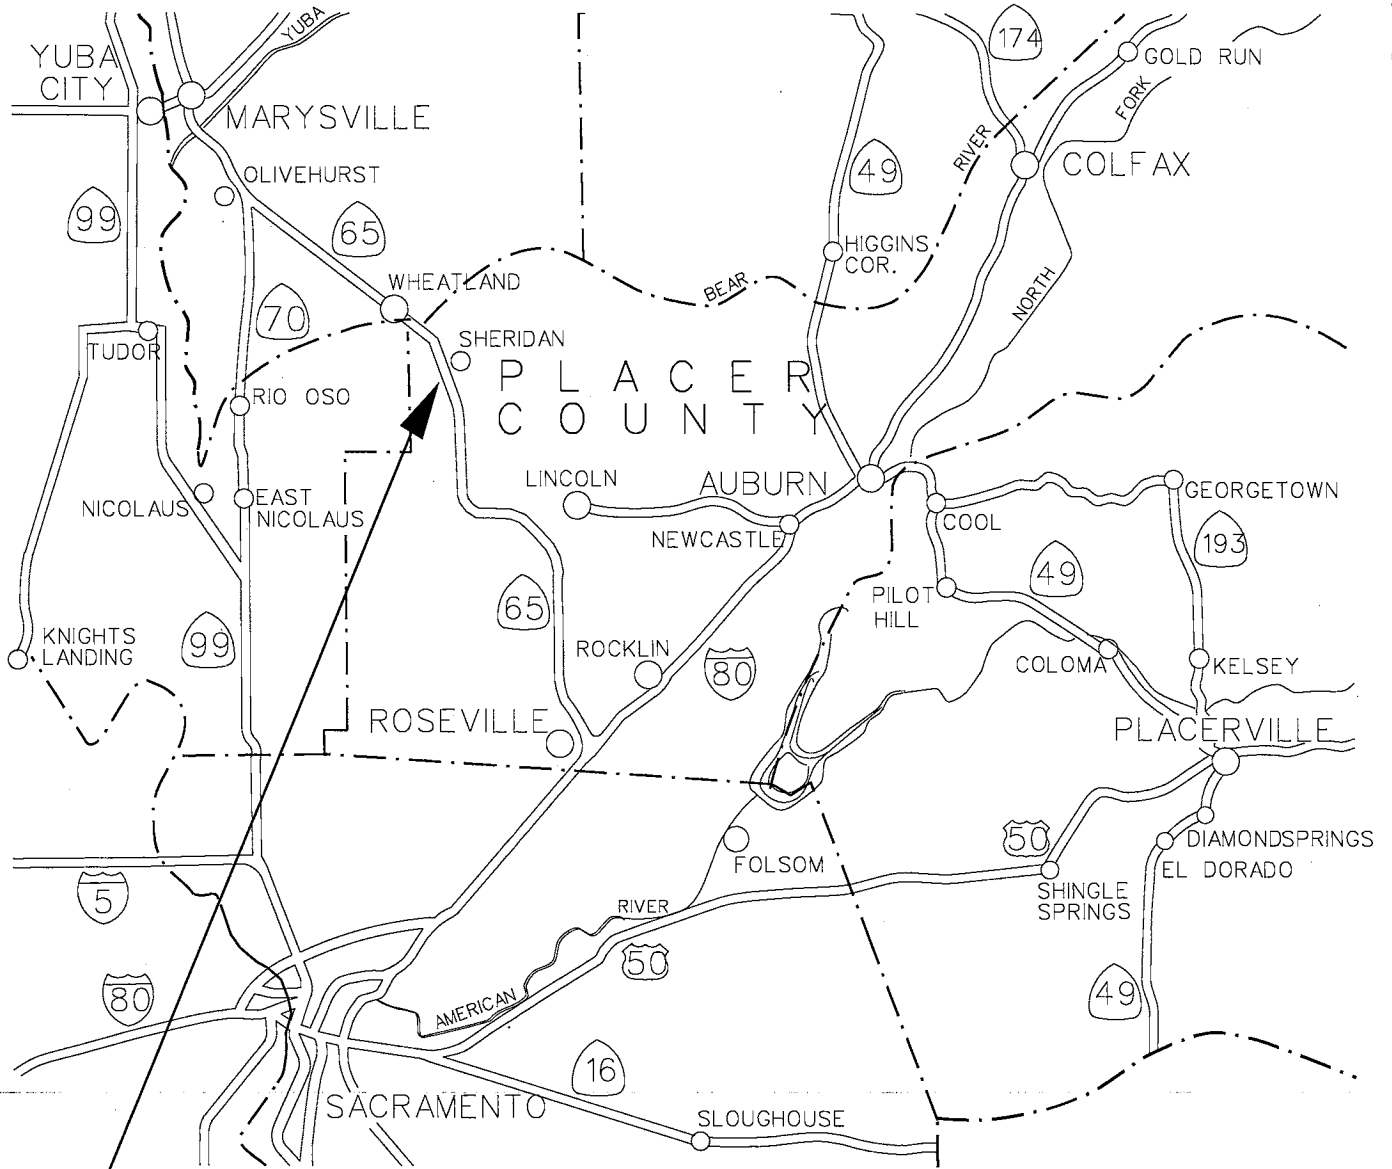 YUBA
174
YUBA
CITY
GOLD RUN
FORK
MARYSVILLE
RIVER
COLFAX
OLIVEHURST
49
99
65
HIGGINS
COR.
WHEATLAND
BEAR
NORTH
70
SHERIDAN
TUDOR
PLACER
COUNTY
RIO OSO
LINCOLN
AUBURN
GEORGETOWN
NICOLAUS
EAST
NICOLAUS
COOL
NEWCASTLE
193
49
PILOT
HILL
65
KNIGHTS
LANDING
99
ROCKLIN
80
COLOMA
KELSEY
ROSEVILLE
PLACERVILLE
50
DIAMONDSPRINGS
FOLSOM
EL DORADO
5
SHINGLE
SPRINGS
RIVER
50
80
AMERICAN
49
16
SACRAMENTO
SLOUGHOUSE